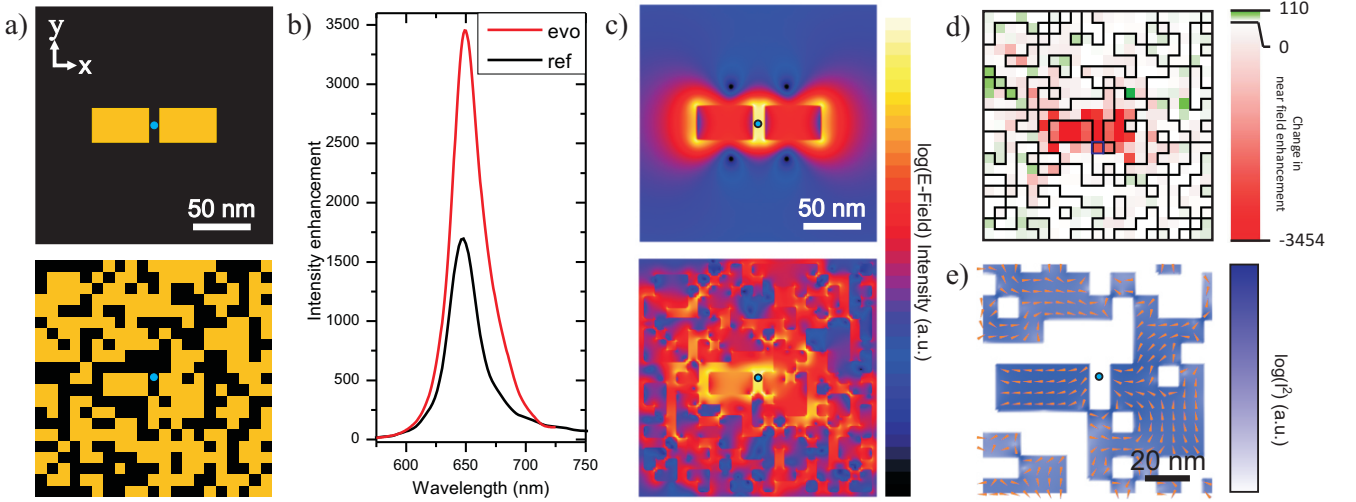 a)
y
x
50 nm
b)
3500
3000
2500
2000
1500
1000
500
0
600
650
700
750
Intensity enhancement
Wavelength (nm)
evo
ref
c)
50 nm
log(E-Field) Intensity (a.u.)
d)
110
0
-3454
Change in
near field enhancement
e)
20 nm
log(I²) (a.u.)